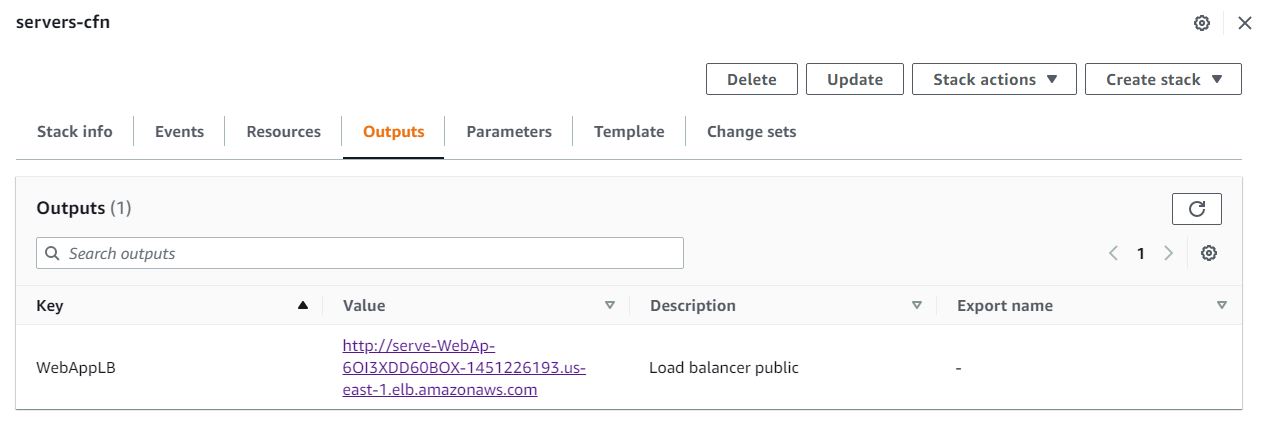 servers-cfn
Delete Update Stack actions Create stack
Stack info Events Resources Outputs Parameters Template Change sets
Outputs (1)
Search outputs
1
Key Value Description Export name
http://serve-WebAp-
WebAppLB 6OI3XDD60BOX-1451226193.us- Load balancer public -
east-1.elb.amazonaws.com